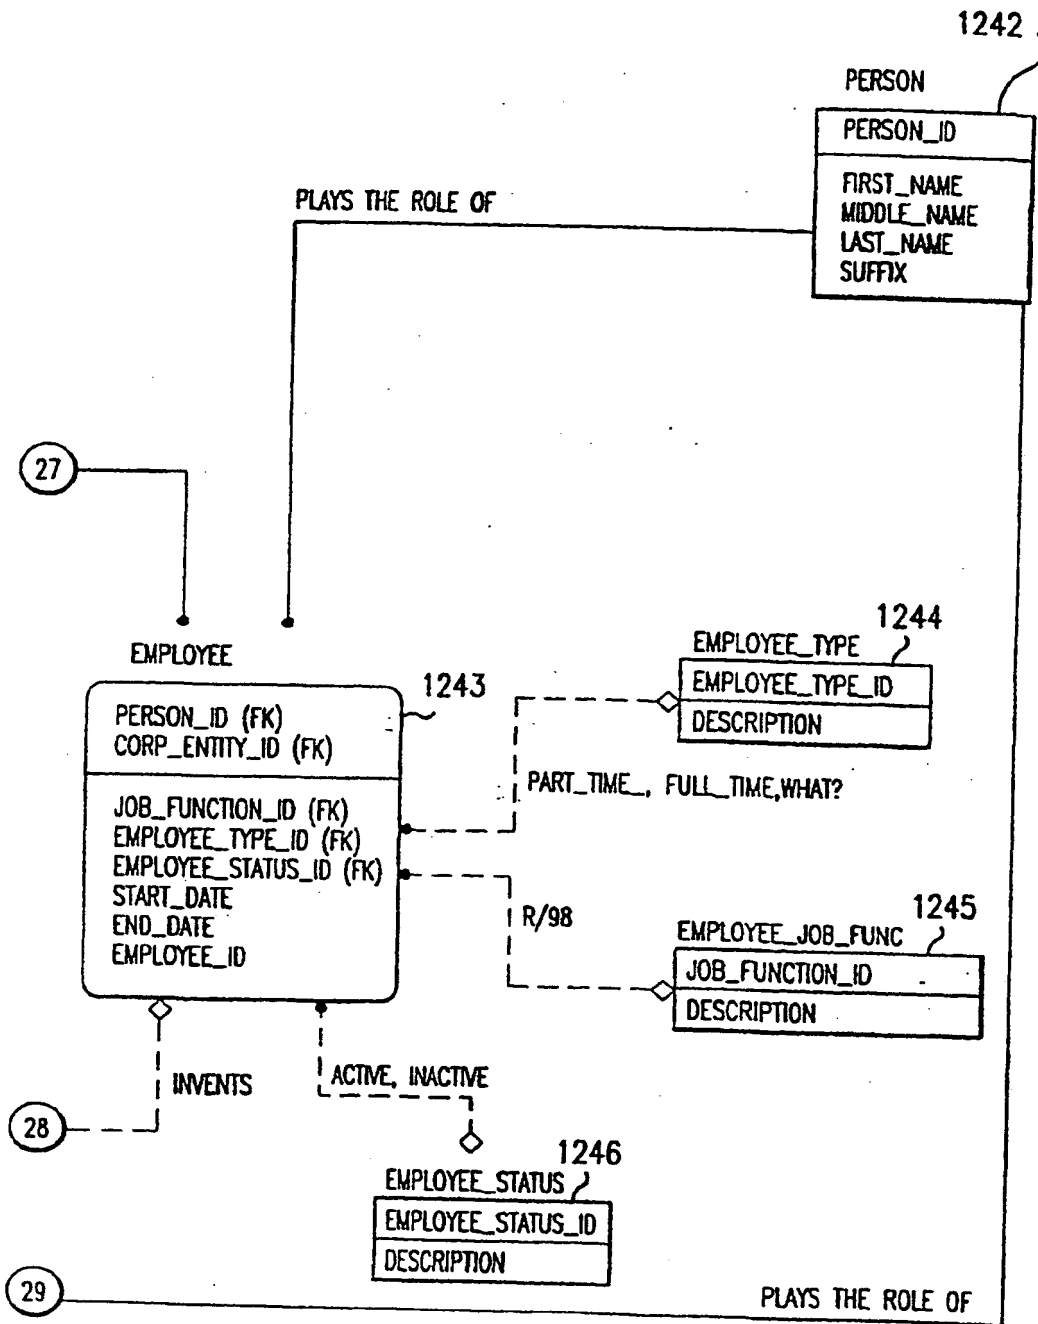 1242
PERSON
PERSON_ID
FIRST_NAME
MIDDLE_NAME
LAST_NAME
SUFFIX
PLAYS THE ROLE OF
27
EMPLOYEE
1243
PERSON_ID (FK)
CORP_ENTITY_ID (FK)
JOB_FUNCTION_ID (FK)
EMPLOYEE_TYPE_ID (FK)
EMPLOYEE_STATUS_ID (FK)
START_DATE
END_DATE
EMPLOYEE_ID
1244
EMPLOYEE_TYPE
EMPLOYEE_TYPE_ID
DESCRIPTION
PART_TIME_, FULL_TIME,WHAT?
R/98
1245
EMPLOYEE_JOB_FUNC
JOB_FUNCTION_ID
DESCRIPTION
INVENTS
28
ACTIVE, INACTIVE
1246
EMPLOYEE_STATUS
EMPLOYEE_STATUS_ID
DESCRIPTION
29
PLAYS THE ROLE OF